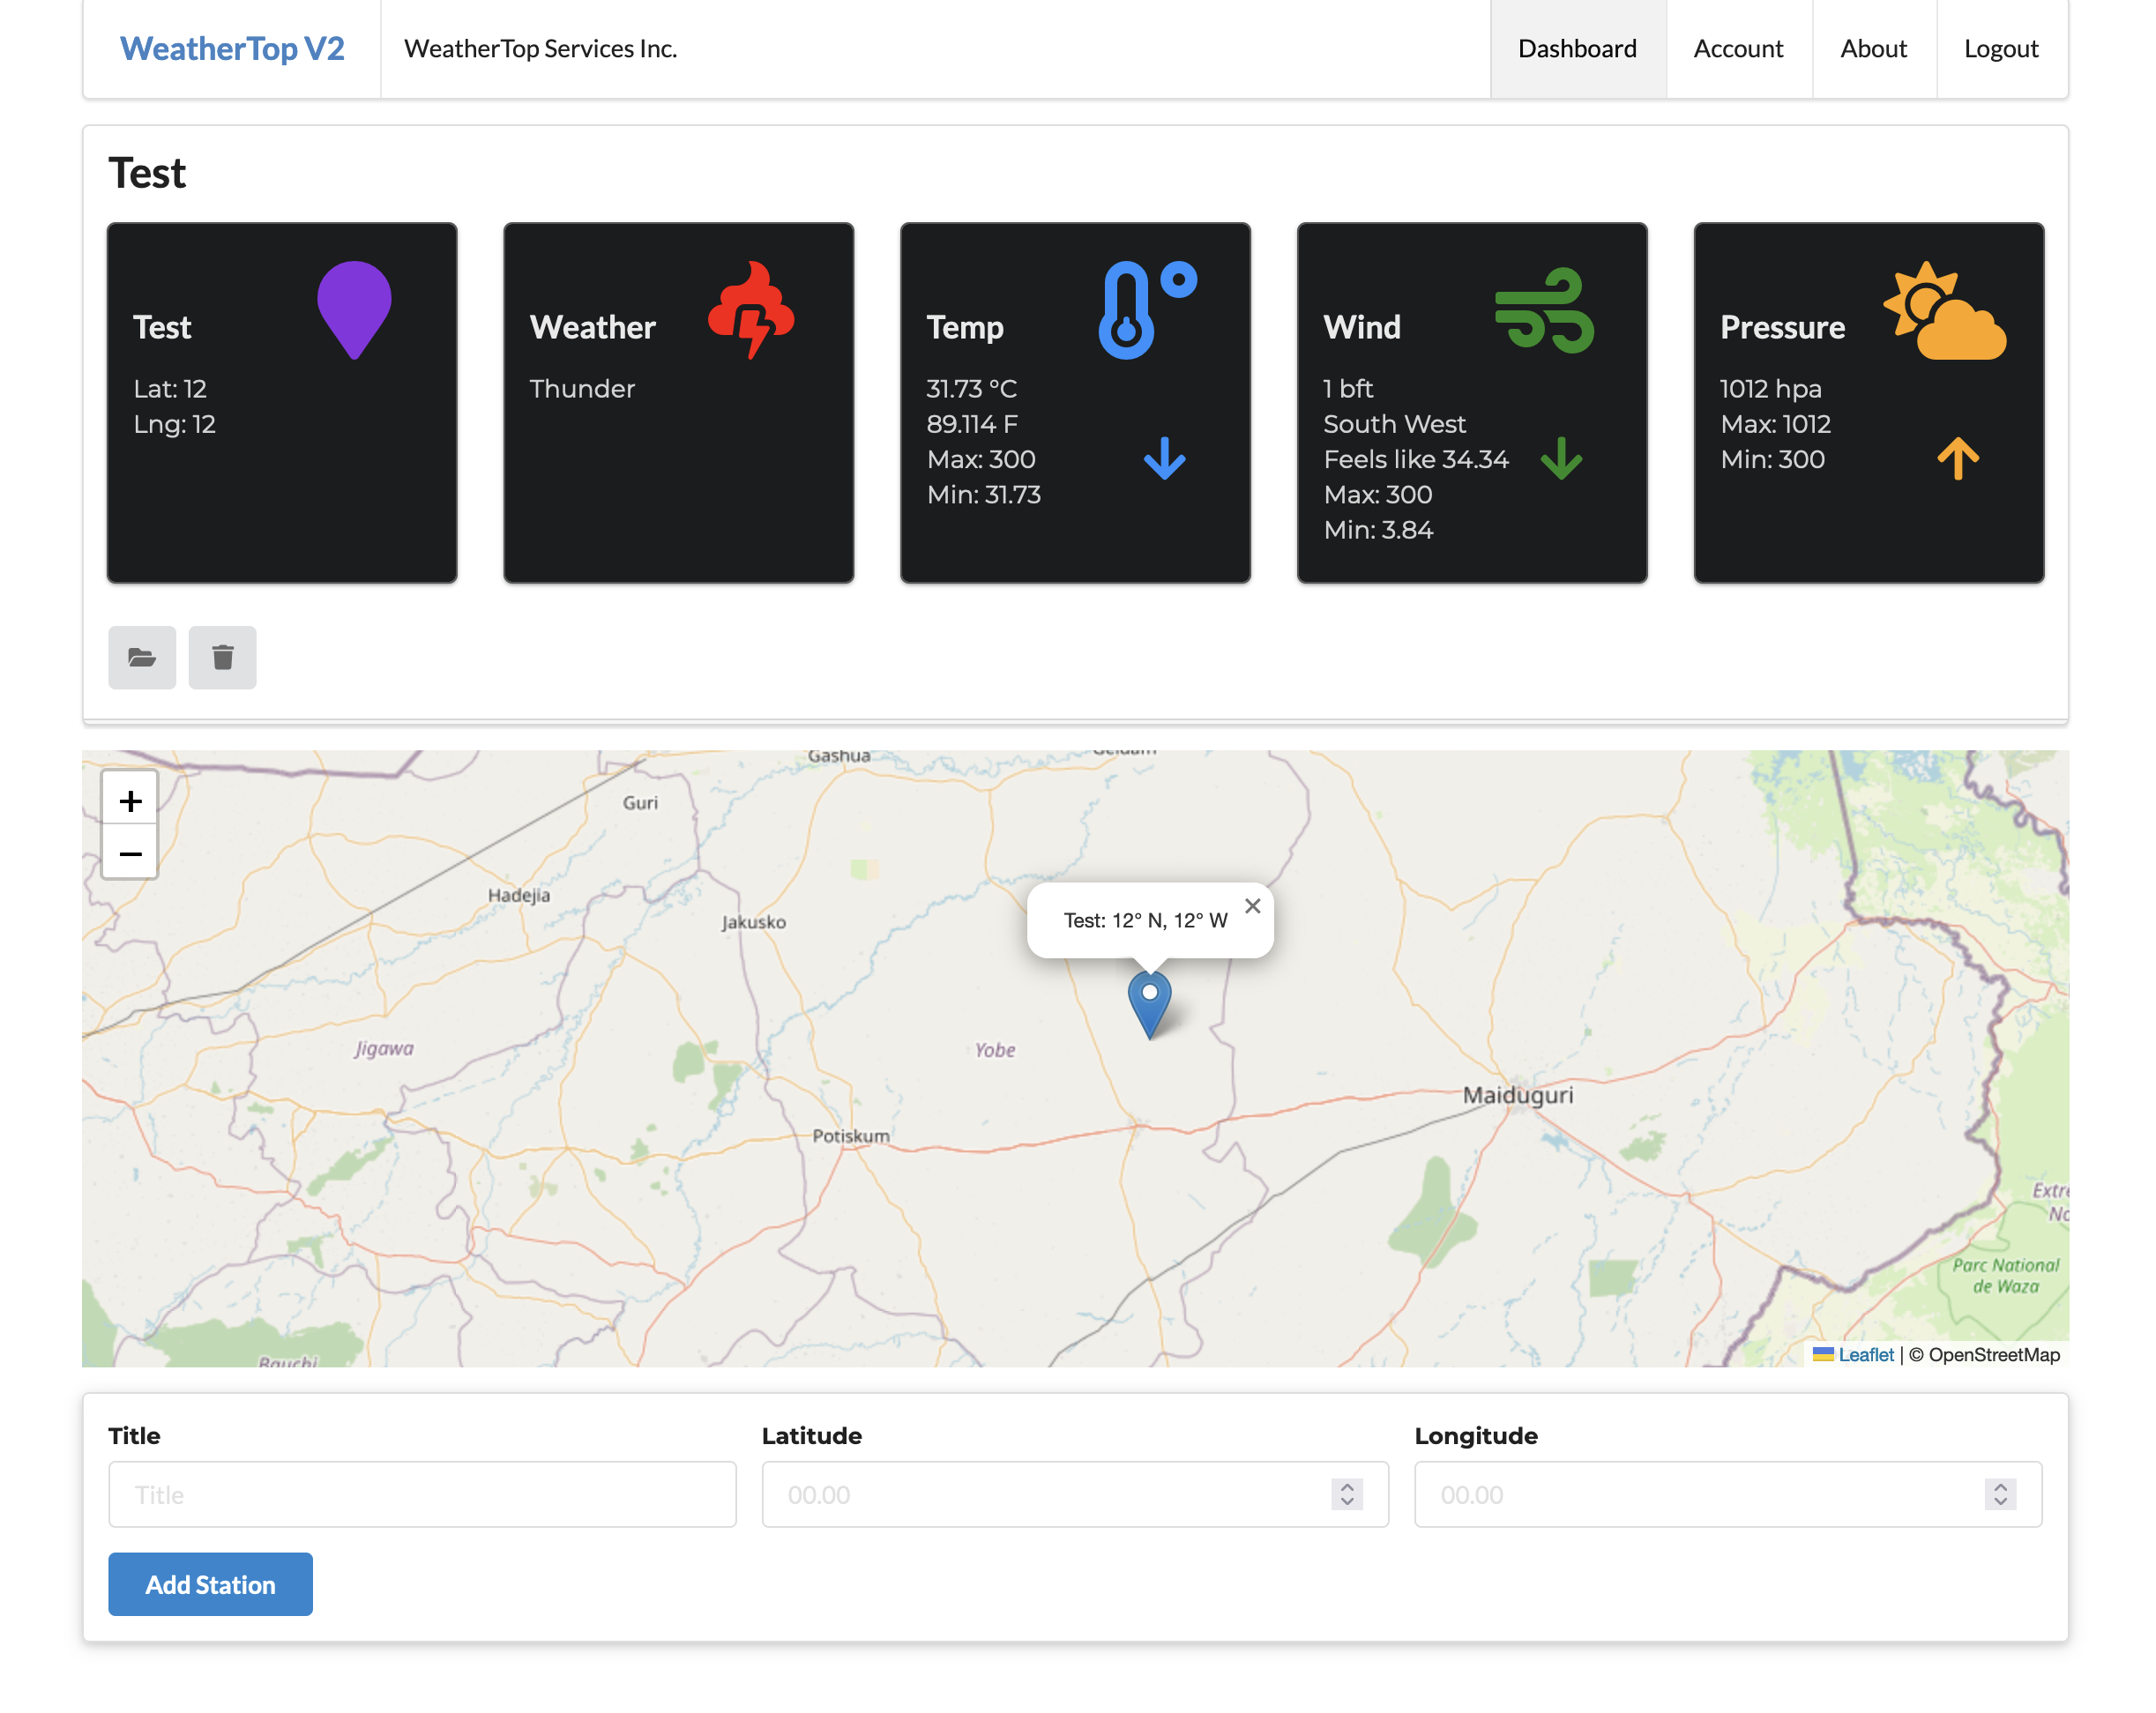 WeatherTop V2
WeatherTop Services Inc.
Dashboard
Account
About
Logout
Test
Test
Lat: 12
Lng: 12
Weather
Thunder
Temp
31.73 °C
89.114 F
Max: 300
Min: 31.73
Wind
1 bft
South West
Feels like 34.34
Max: 300
Min: 3.84
Pressure
1012 hpa
Max: 1012
Min: 300
+
−
Gashua
Guri
Hadejia
Jakusko
Test: 12° N, 12° W
×
Jigawa
Yobe
Maiduguri
Potiskum
Parc National
de Waza
Bauchi
Leaflet | © OpenStreetMap
Title
Title
Latitude
00.00
Longitude
00.00
Add Station